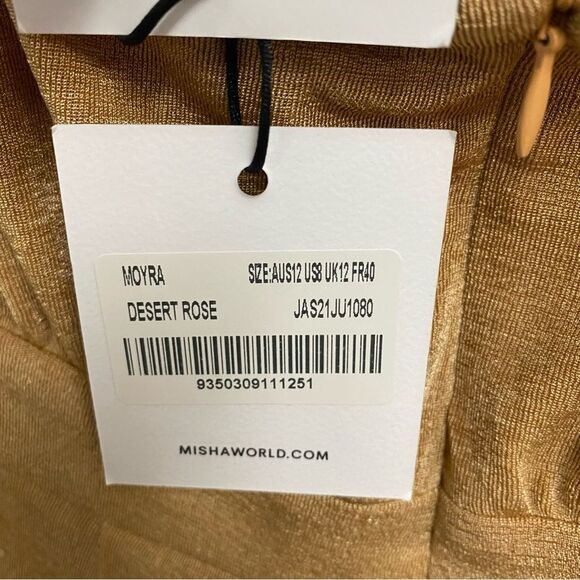 MOYRA SIZE:AUS12 US8 UK12 FR40
DESERT ROSE JAS21JU1080
9350309111251
MISHAWORLD.COM